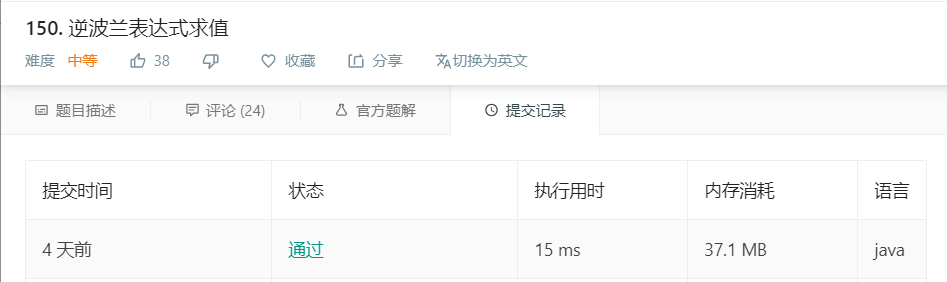 150. 逆波兰表达式求值
难度 中等 38 收藏 分享 切换为英文
题目描述 评论 (24) 官方题解 提交记录
提交时间 状态 执行用时 内存消耗 语言
4 天前 通过 15 ms 37.1 MB java